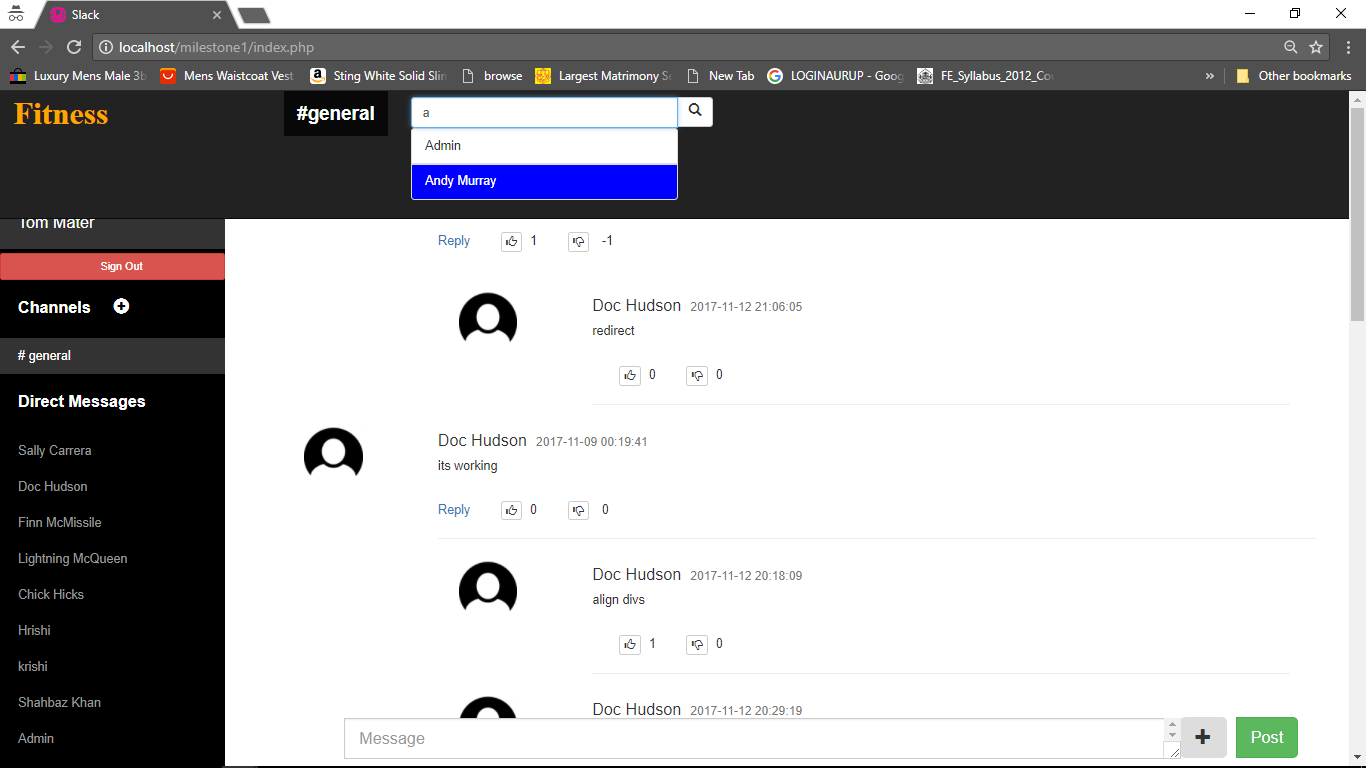 Slack
localhost/milestone1/index.php
Luxury Mens Male 3b Mens Waistcoat Vest Sting White Solid Slim browse Largest Matrimony S New Tab LOGINAURUP - Goog FE_Syllabus_2012_Cou » Other bookmarks
Fitness #general a
Admin
Andy Murray
Tom Mater
Sign Out
Channels
# general
Direct Messages
Sally Carrera
Doc Hudson
Finn McMissile
Lightning McQueen
Chick Hicks
Hrishi
krishi
Shahbaz Khan
Admin
Reply 1 -1
Doc Hudson 2017-11-12 21:06:05
redirect
0 0
Doc Hudson 2017-11-09 00:19:41
its working
Reply 0 0
Doc Hudson 2017-11-12 20:18:09
align divs
1 0
Doc Hudson 2017-11-12 20:29:19
Message + Post